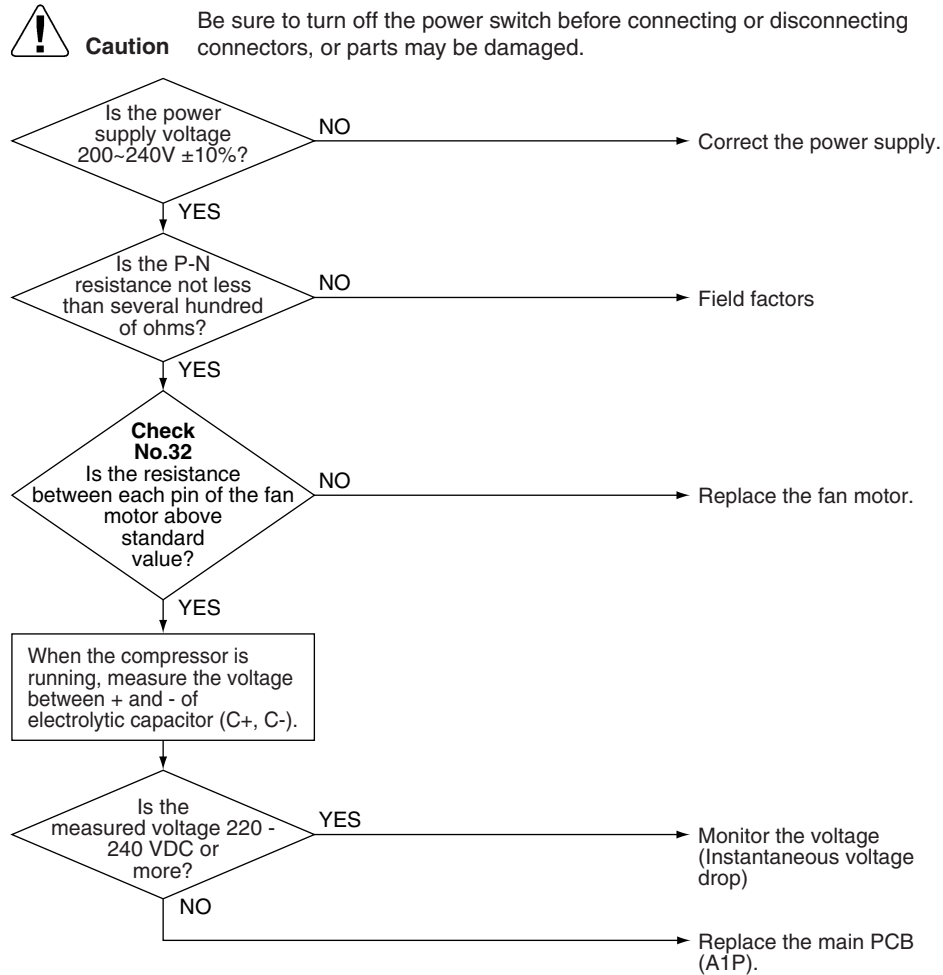 Caution
Be sure to turn off the power switch before connecting or disconnecting
connectors, or parts may be damaged.
Is the power
supply voltage
200~240V ±10%?
NO
Correct the power supply.
YES
Is the P-N
resistance not less
than several hundred
of ohms?
NO
Field factors
YES
Check
No.32
Is the resistance
between each pin of the fan
motor above
standard
value?
NO
Replace the fan motor.
YES
When the compressor is
running, measure the voltage
between + and - of
electrolytic capacitor (C+, C-).
Is the
measured voltage 220 -
240 VDC or
more?
YES
Monitor the voltage
(Instantaneous voltage
drop)
NO
Replace the main PCB
(A1P).